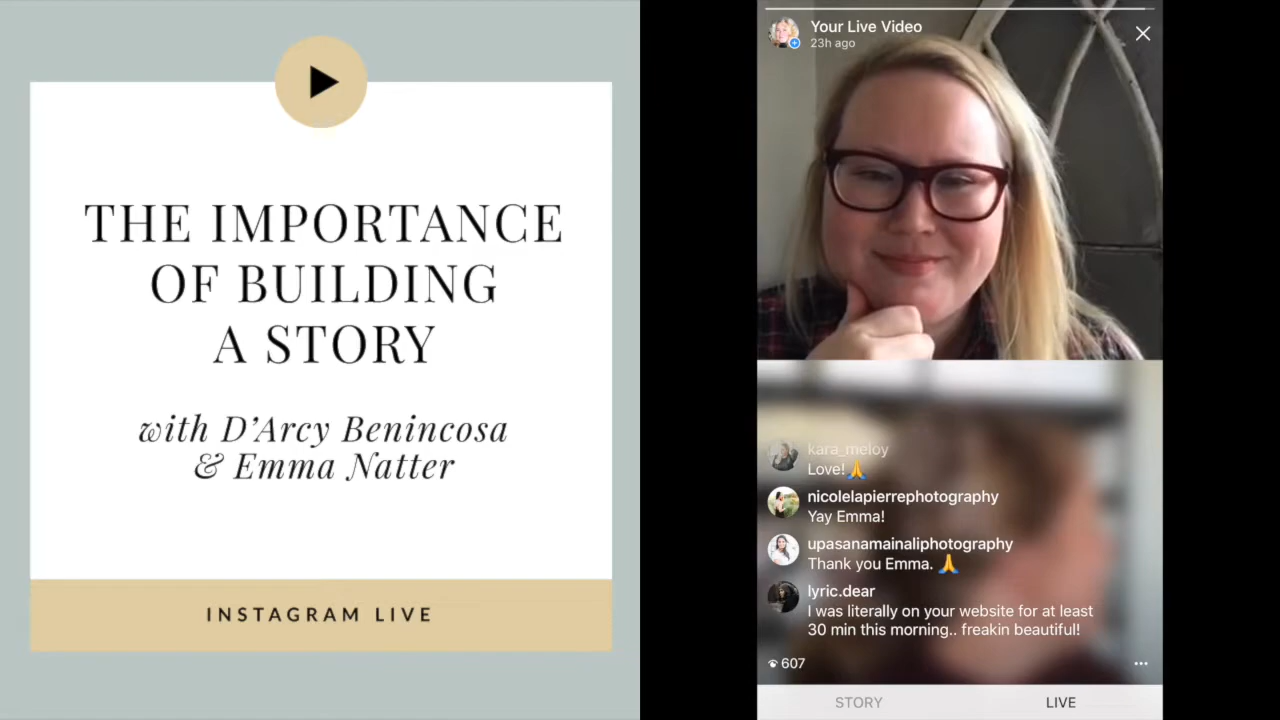 THE IMPORTANCE
OF BUILDING
A STORY
with D’Arcy Benincosa
& Emma Natter
INSTAGRAM LIVE
Your Live Video
23h ago
kara_meloy
Love!🙏
nicolelapierrephotography
Yay Emma!
upasanamainaliphotography
Thank you Emma. 🙏
lyric.dear
I was literally on your website for at least
30 min this morning.. freakin beautiful!
607
STORY
LIVE